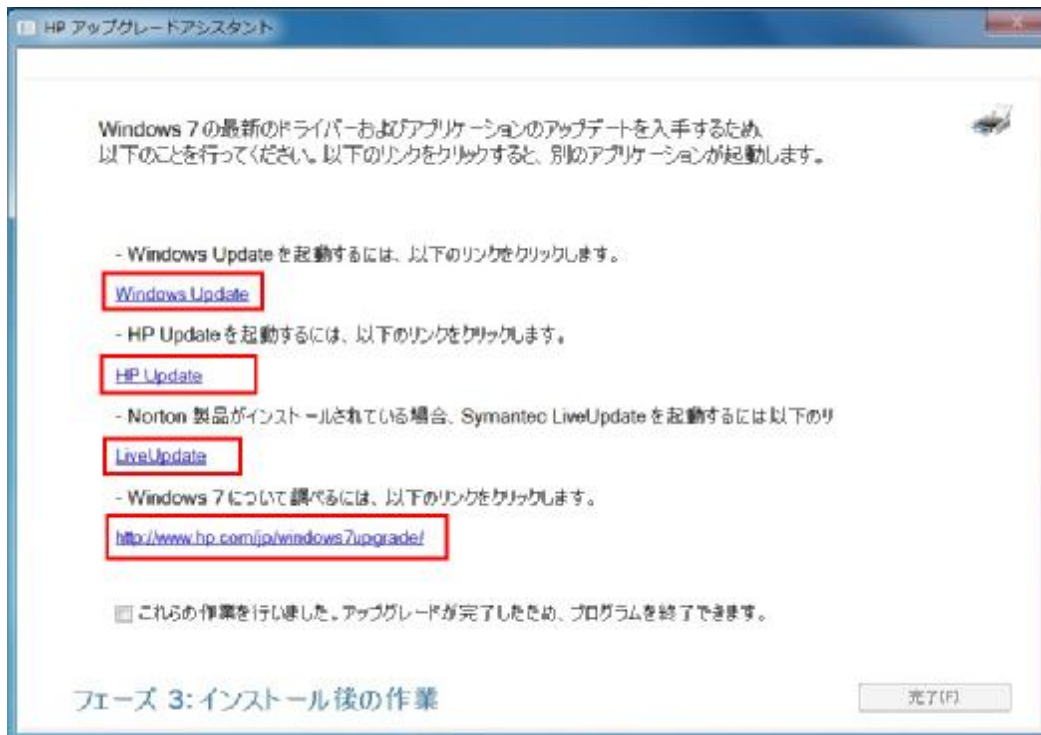 HP アップグレードアシスタント
Windows 7 の最新のドライバーおよびアプリケーションのアップデートを入手するため、
以下のことを行ってください。以下のリンクをクリックすると、別のアプリケーションが起動します。
- Windows Update を起動するには、以下のリンクをクリックします。
Windows Update
- HP Update を起動するには、以下のリンクをクリックします。
HP Update
- Norton 製品がインストールされている場合、Symantec LiveUpdate を起動するには以下のリ
LiveUpdate
- Windows 7 について調べるには、以下のリンクをクリックします。
http://www.hp.com/jp/windows7upgrade/
これらの作業を行いました。アップグレードが完了したため、プログラムを終了できます。
フェーズ 3:インストール後の作業
完了(F)